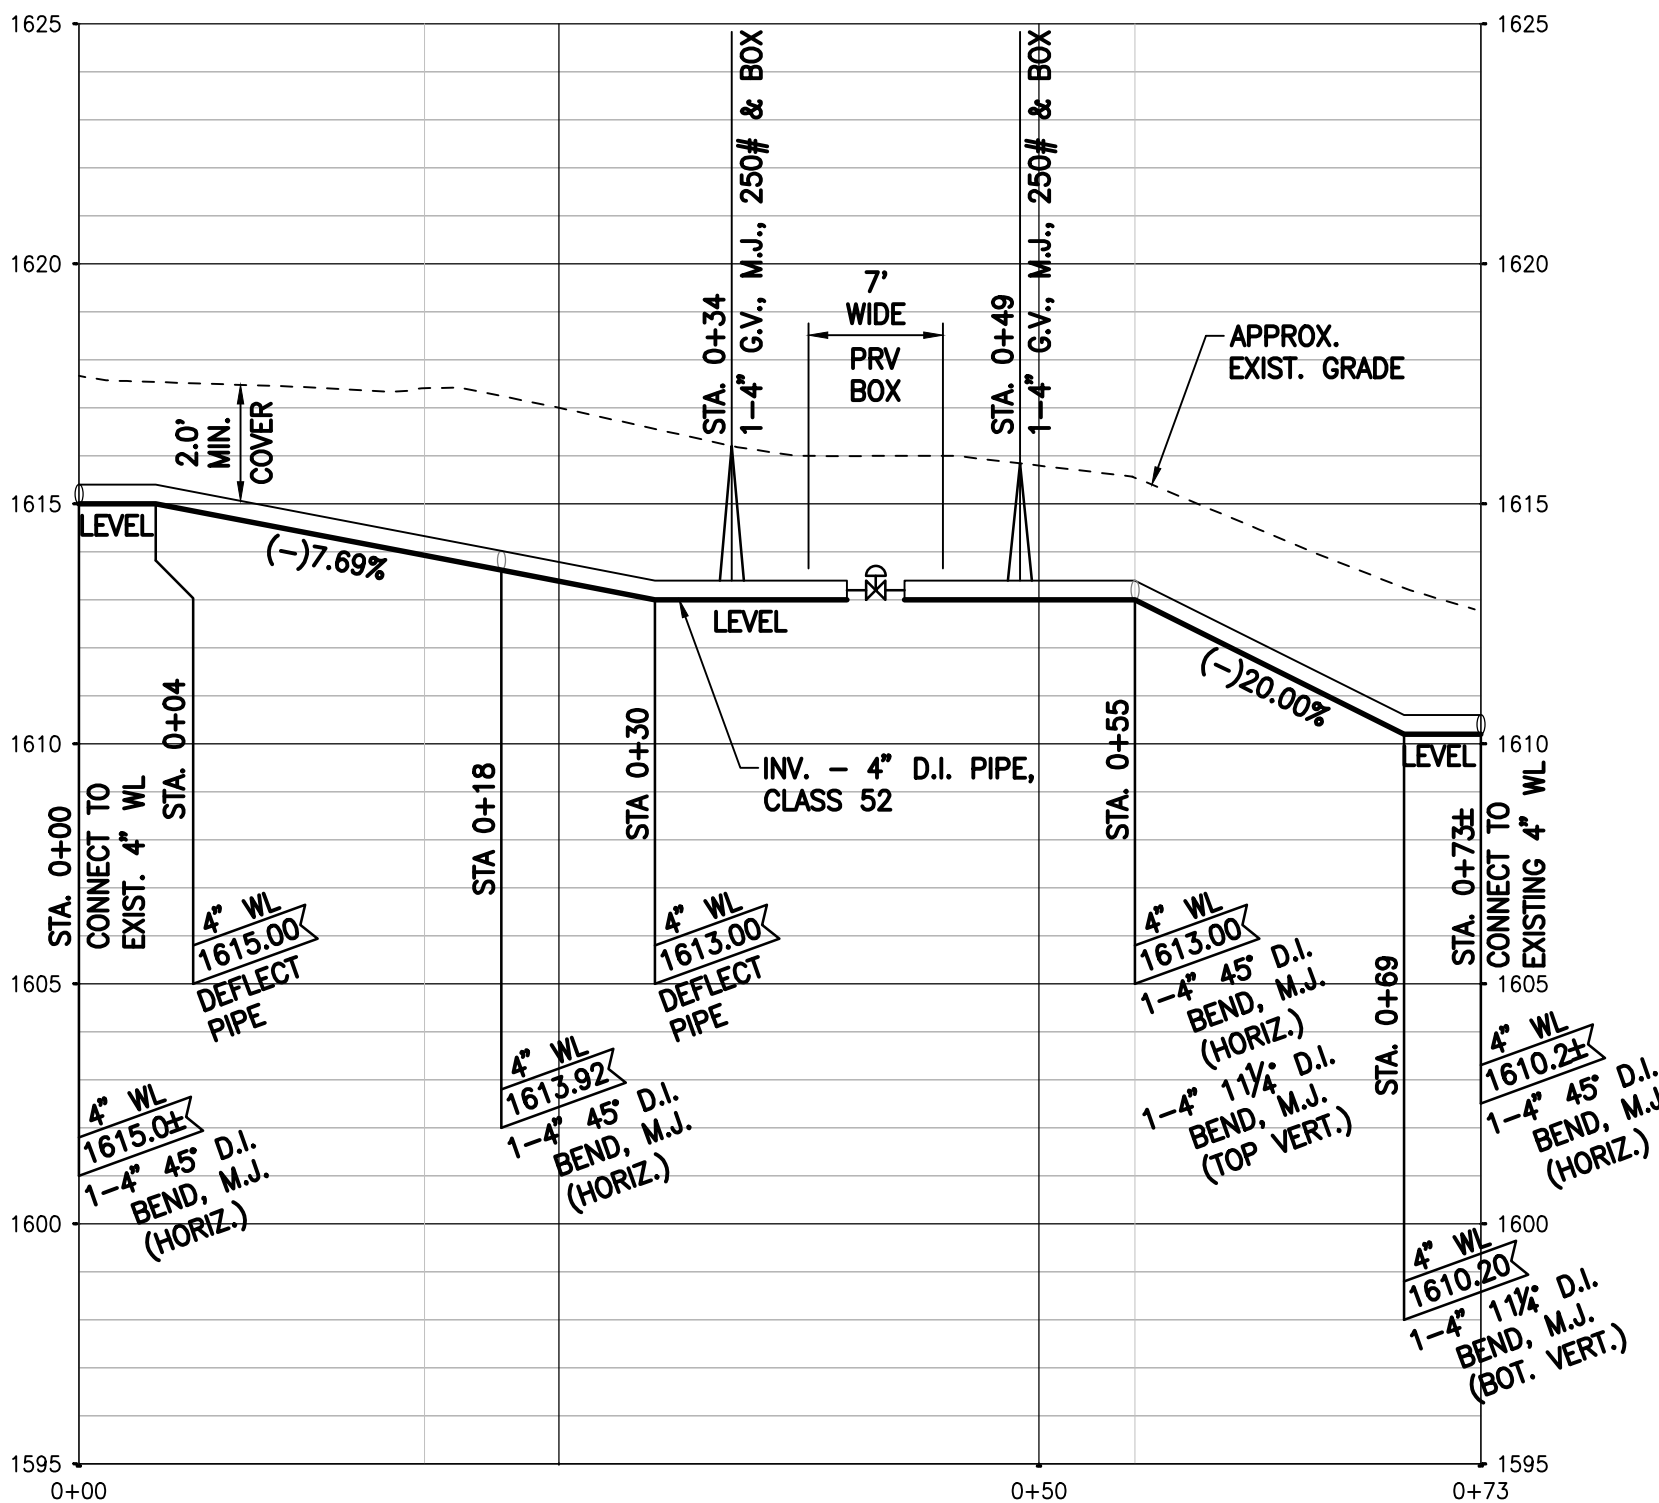 1625
1625
STA. 0+34
1-4" G.V., M.J., 250# & BOX
STA. 0+49
1-4" G.V., M.J., 250# & BOX
1620
1620
7'
WIDE
PRV
BOX
APPROX.
EXIST. GRADE
2.0'
MIN.
COVER
1615
1615
LEVEL
(-)7.69%
LEVEL
(-)20.00%
LEVEL
INV. - 4" D.I. PIPE,
CLASS 52
1610
1610
STA. 0+00
CONNECT TO
EXIST. 4" WL
STA. 0+04
STA 0+18
STA 0+30
STA. 0+55
STA. 0+69
STA. 0+73±
CONNECT TO
EXISTING 4" WL
1605
1605
4" WL
1615.00
DEFLECT
PIPE
4" WL
1613.00
DEFLECT
PIPE
4" WL
1613.00
1-4" 45° D.I.
BEND, M.J.
(HORIZ.)
1-4" 11¼° D.I.
BEND, M.J.
(TOP VERT.)
4" WL
1615.0±
1-4" 45° D.I.
BEND, M.J.
(HORIZ.)
4" WL
1613.92
1-4" 45° D.I.
BEND, M.J.
(HORIZ.)
4" WL
1610.2±
1-4" 45° D.I.
BEND, M.J.
(HORIZ.)
1600
1600
4" WL
1610.20
1-4" 11¼° D.I.
BEND, M.J.
(BOT. VERT.)
1595
1595
0+00
0+50
0+73